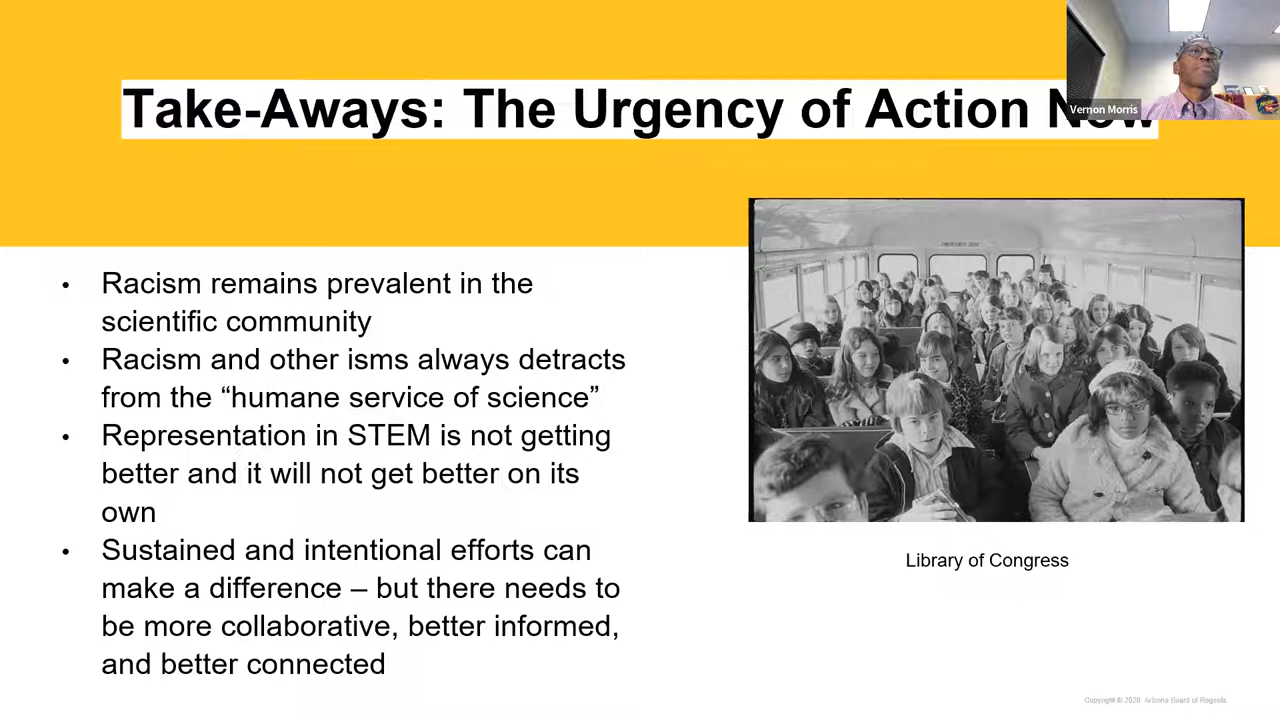 Take-Aways: The Urgency of Action Now
Vernon Morris
• Racism remains prevalent in the
scientific community
• Racism and other isms always detracts
from the “humane service of science”
• Representation in STEM is not getting
better and it will not get better on its
own
• Sustained and intentional efforts can
make a difference – but there needs to
be more collaborative, better informed,
and better connected
EMERGENCY DOOR
Library of Congress
Copyright © 2020 Arizona Board of Regents